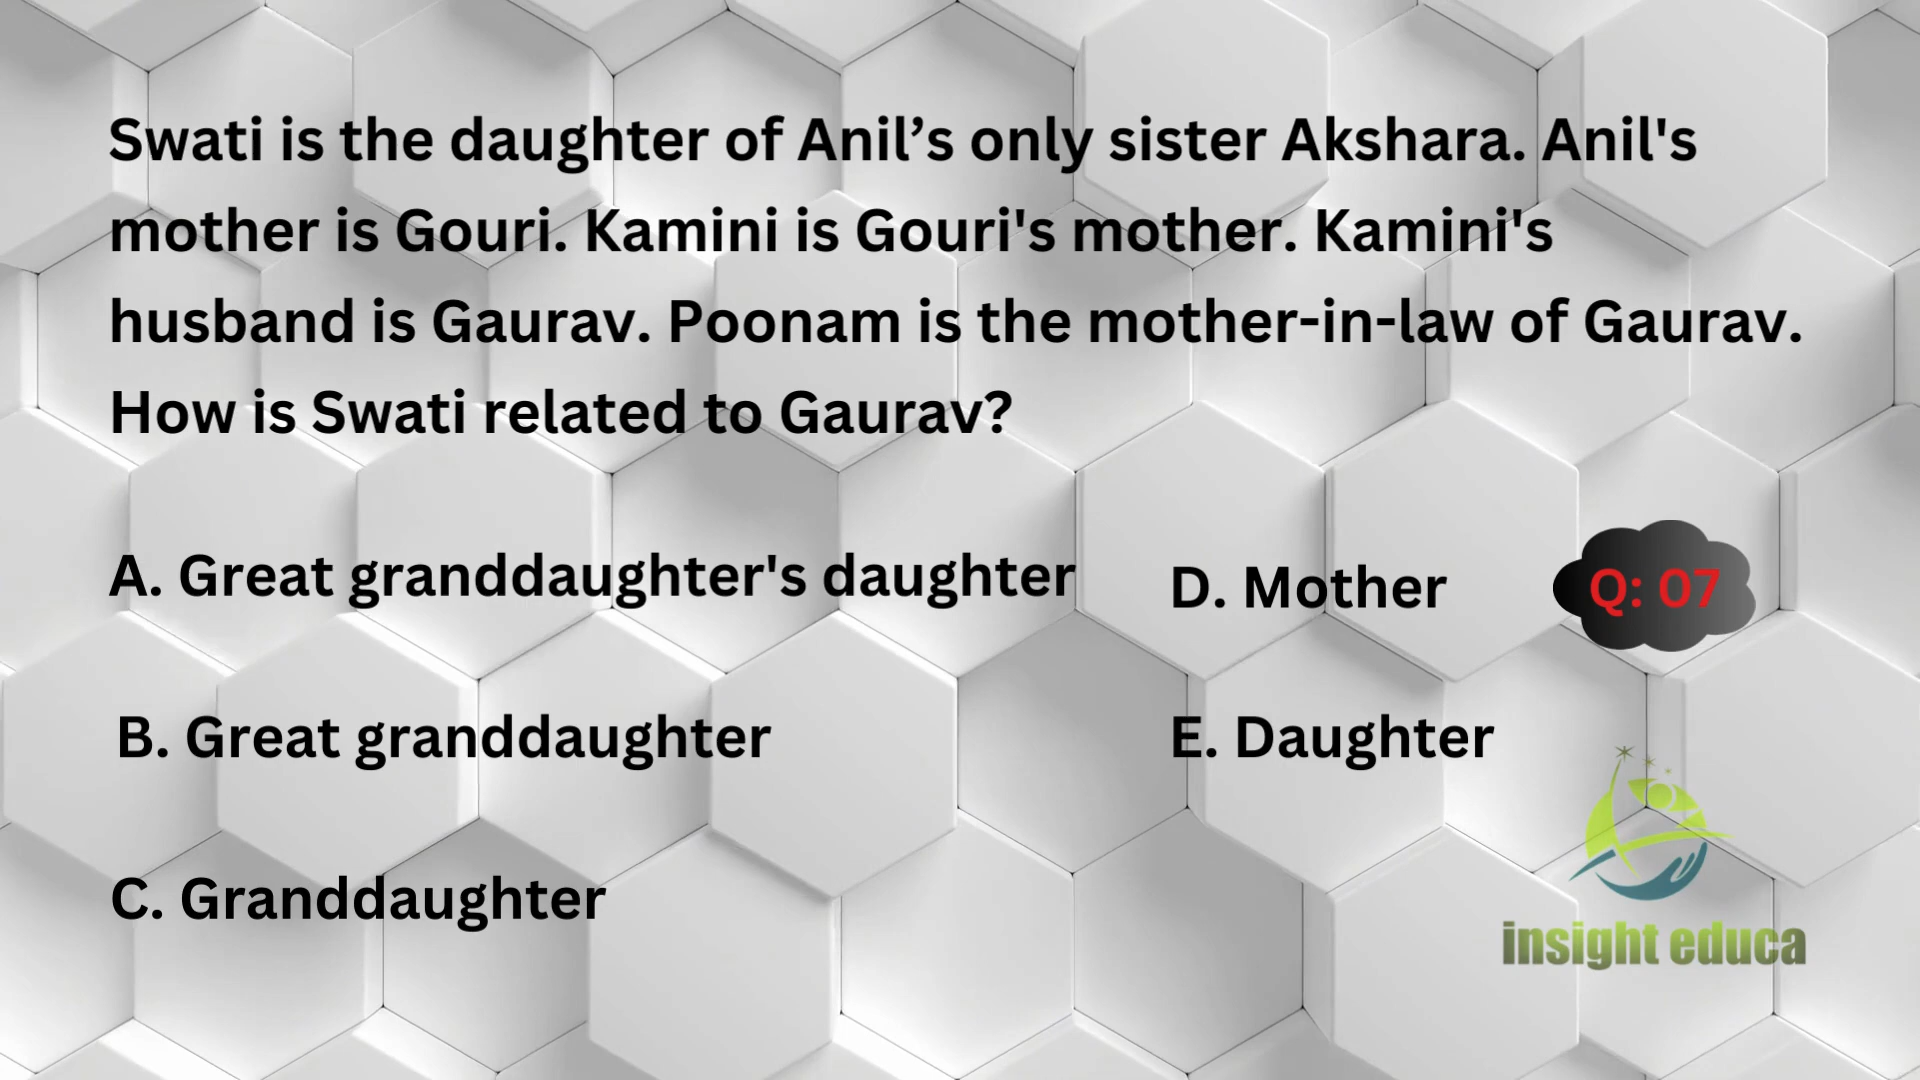 Swati is the daughter of Anil’s only sister Akshara. Anil's
mother is Gouri. Kamini is Gouri's mother. Kamini's
husband is Gaurav. Poonam is the mother-in-law of Gaurav.
How is Swati related to Gaurav?
A. Great granddaughter's daughter
B. Great granddaughter
C. Granddaughter
D. Mother
E. Daughter
Q: 07
insight educa